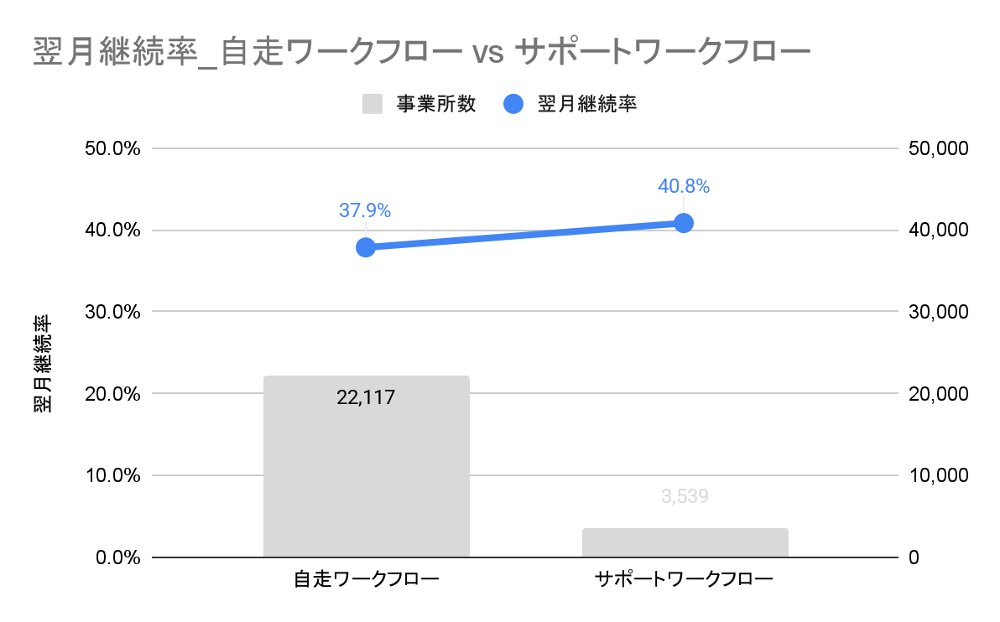 翌月継続率_自走ワークフロー vs サポートワークフロー
事業所数 翌月継続率
50.0% 50,000
40.8%
37.9%
40.0% 40,000
30.0% 30,000
翌月継続率
20.0% 22,117 20,000
10.0% 10,000
3,539
0.0% 0
自走ワークフロー サポートワークフロー